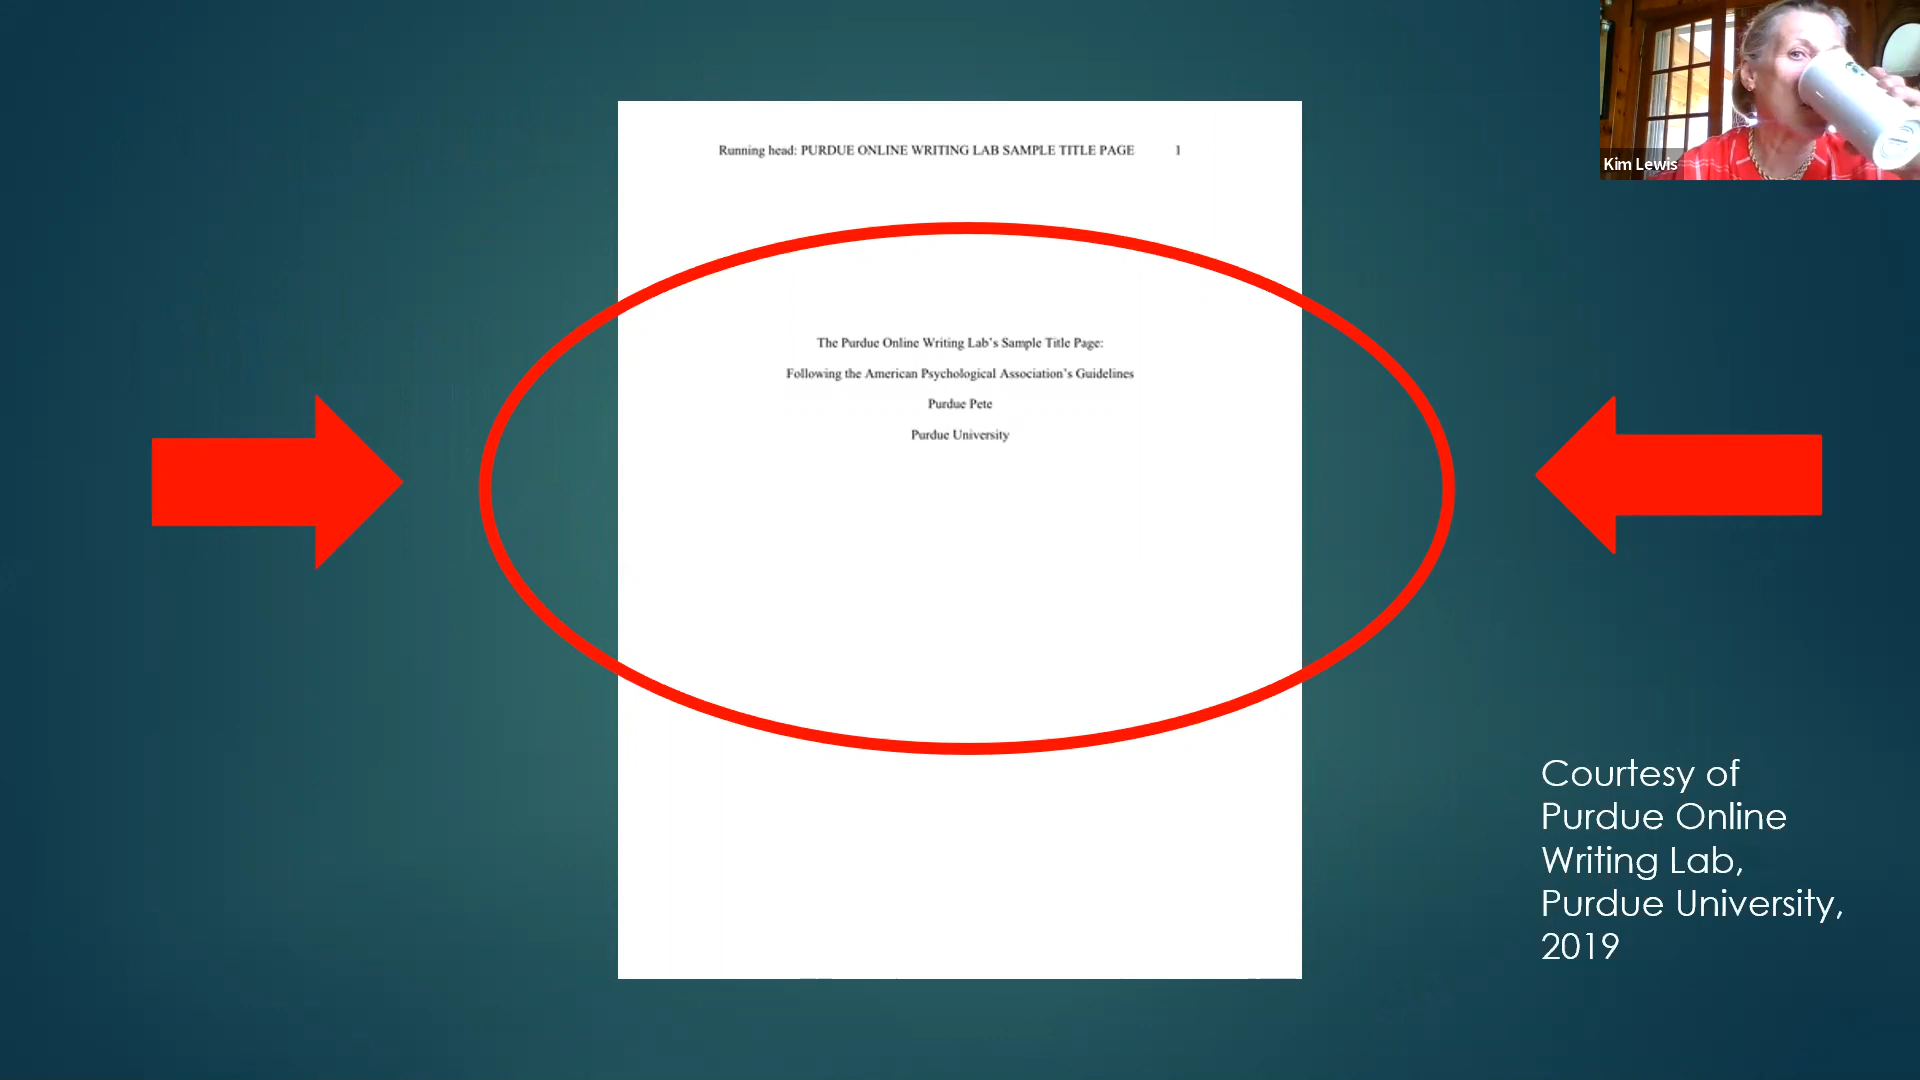 Running head: PURDUE ONLINE WRITING LAB SAMPLE TITLE PAGE 1
The Purdue Online Writing Lab's Sample Title Page:
Following the American Psychological Association's Guidelines
Purdue Pete
Purdue University
Kim Lewis
Courtesy of
Purdue Online
Writing Lab,
Purdue University,
2019